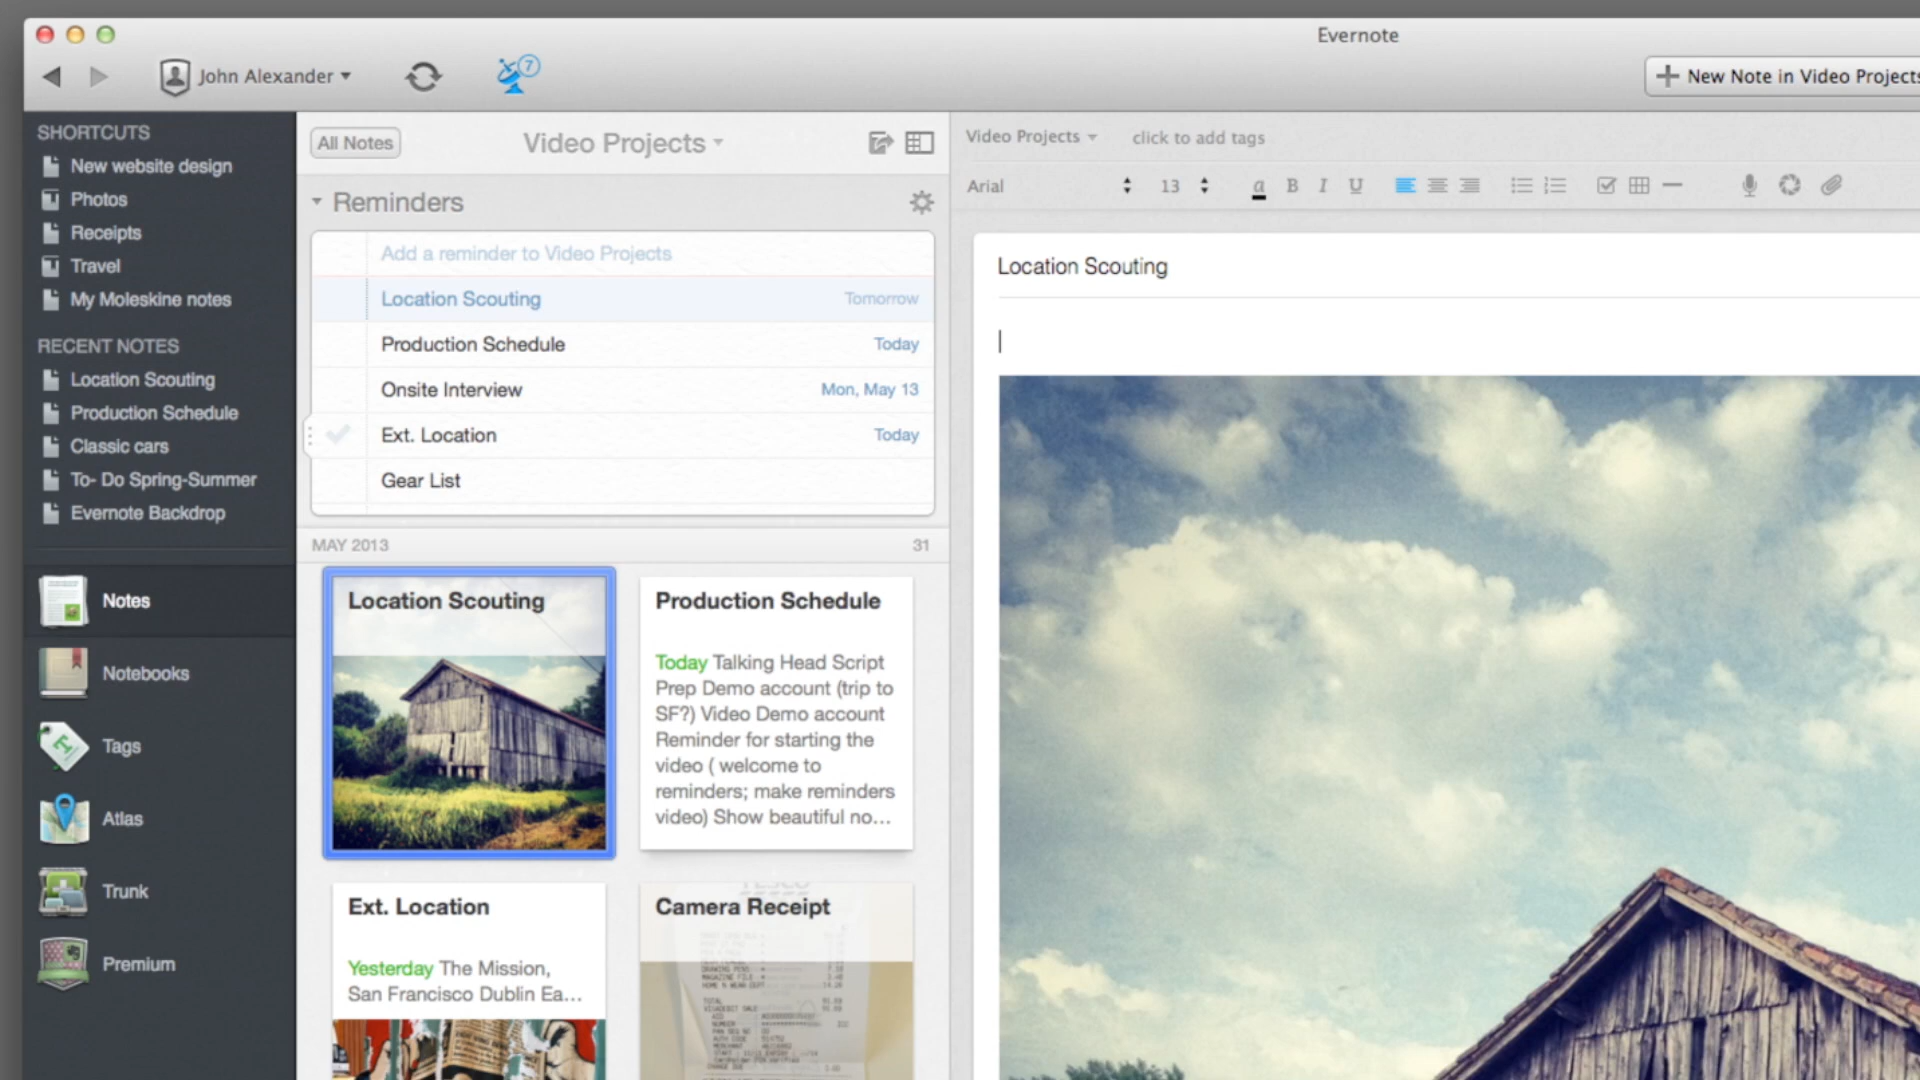 Evernote
John Alexander
7
New Note in Video Projects
SHORTCUTS
New website design
Photos
Receipts
Travel
My Moleskine notes
RECENT NOTES
Location Scouting
Production Schedule
Classic cars
To- Do Spring-Summer
Evernote Backdrop
Notes
Notebooks
Tags
Atlas
Trunk
Premium
All Notes
Video Projects
Reminders
Add a reminder to Video Projects
Location Scouting Tomorrow
Production Schedule Today
Onsite Interview Mon, May 13
Ext. Location Today
Gear List
MAY 2013 31
Location Scouting
Production Schedule
Today Talking Head Script
Prep Demo account (trip to
SF?) Video Demo account
Reminder for starting the
video ( welcome to
reminders; make reminders
video) Show beautiful no...
Ext. Location
Yesterday The Mission,
San Francisco Dublin Ea...
Camera Receipt
TESCO
TOTAL
CHANGE DUE
Video Projects click to add tags
Arial 13 a B I U
Location Scouting